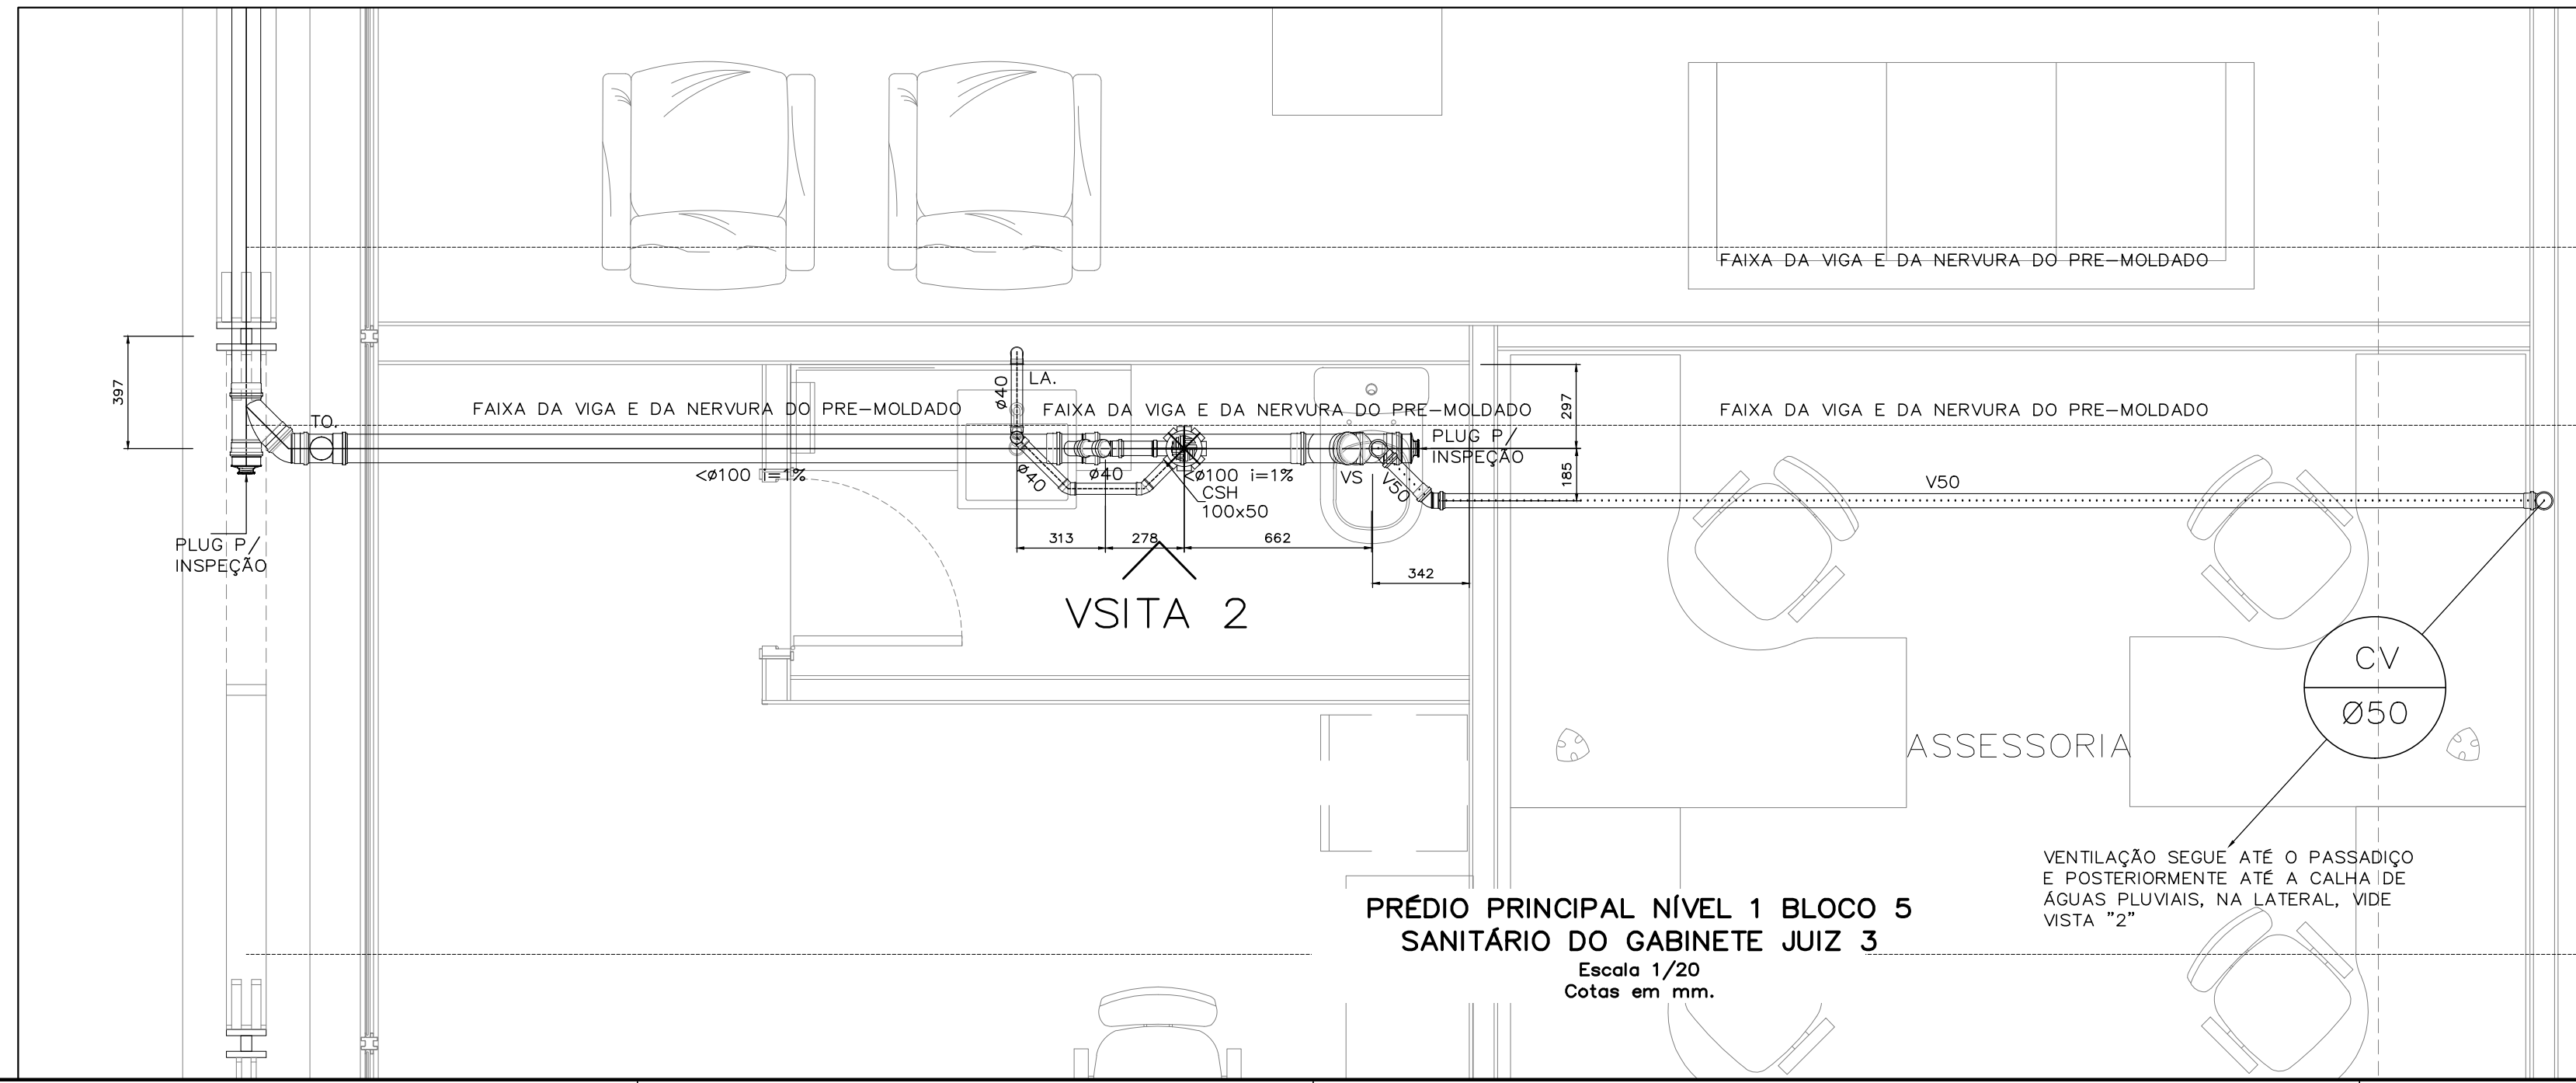 FAIXA DA VIGA E DA NERVURA DO PRE-MOLDADO
397
TO.
FAIXA DA VIGA E DA NERVURA DO PRE-MOLDADO
Ø40
LA.
FAIXA DA VIGA E DA NERVURA DO PRE-MOLDADO
297
FAIXA DA VIGA E DA NERVURA DO PRE-MOLDADO
PLUG P/
INSPEÇÃO
<Ø100 i=1%
Ø40
Ø40
<Ø100 i=1%
CSH
100x50
VS
V50
185
V50
PLUG P/
INSPEÇÃO
313
278
662
342
VSITA 2
CV
Ø50
ASSESSORIA
VENTILAÇÃO SEGUE ATÉ O PASSADIÇO
E POSTERIORMENTE ATÉ A CALHA DE
ÁGUAS PLUVIAIS, NA LATERAL, VIDE
VISTA "2"
PRÉDIO PRINCIPAL NÍVEL 1 BLOCO 5
SANITÁRIO DO GABINETE JUIZ 3
Escala 1/20
Cotas em mm.